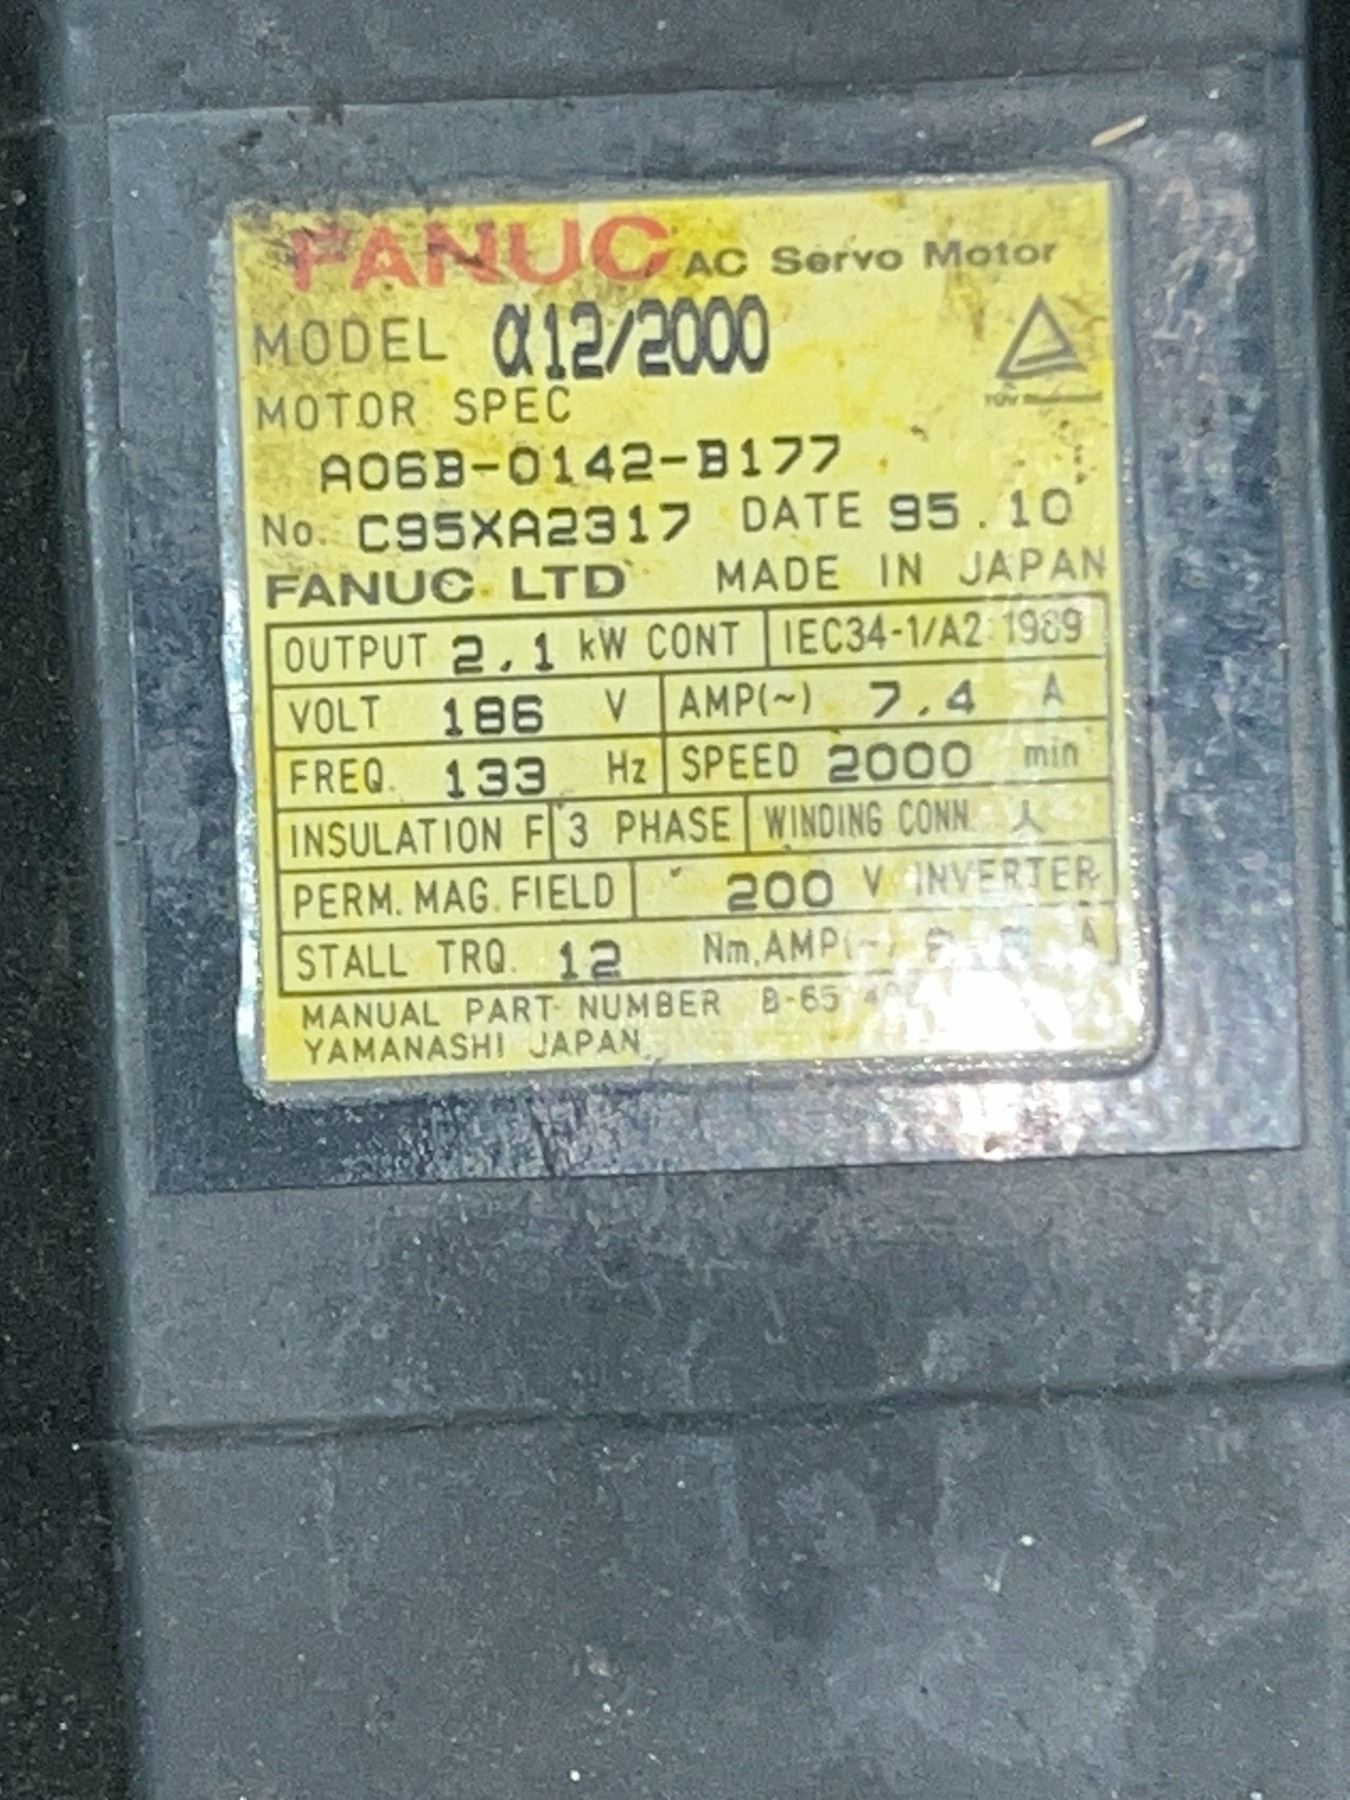 FANUC AC Servo Motor
MODEL α12/2000
MOTOR SPEC
TÜV
A06B-0142-B177
No. C95XA2317 DATE 95.10
FANUC LTD MADE IN JAPAN
OUTPUT 2.1 kW CONT IEC34-1/A2 1989
VOLT 186 V AMP(~) 7.4 A
FREQ. 133 Hz SPEED 2000 min
INSULATION F 3 PHASE WINDING CONN 人
PERM. MAG. FIELD 200 V INVERTER
STALL TRQ. 12 Nm, AMP(~) A
MANUAL PART NUMBER
YAMANASHI JAPAN